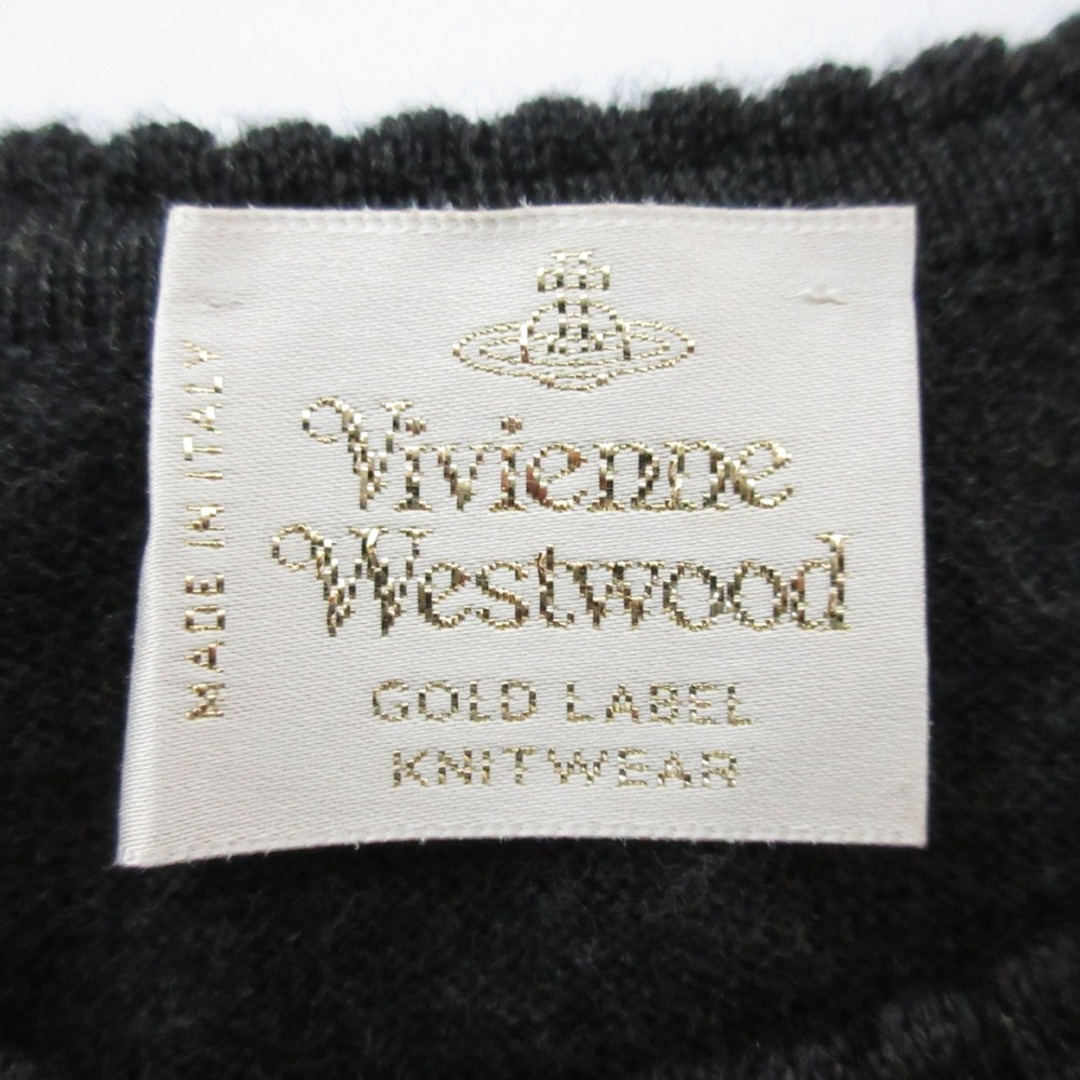 Vivienne
Westwood
GOLD LABEL
KNITWEAR
MADE IN ITALY